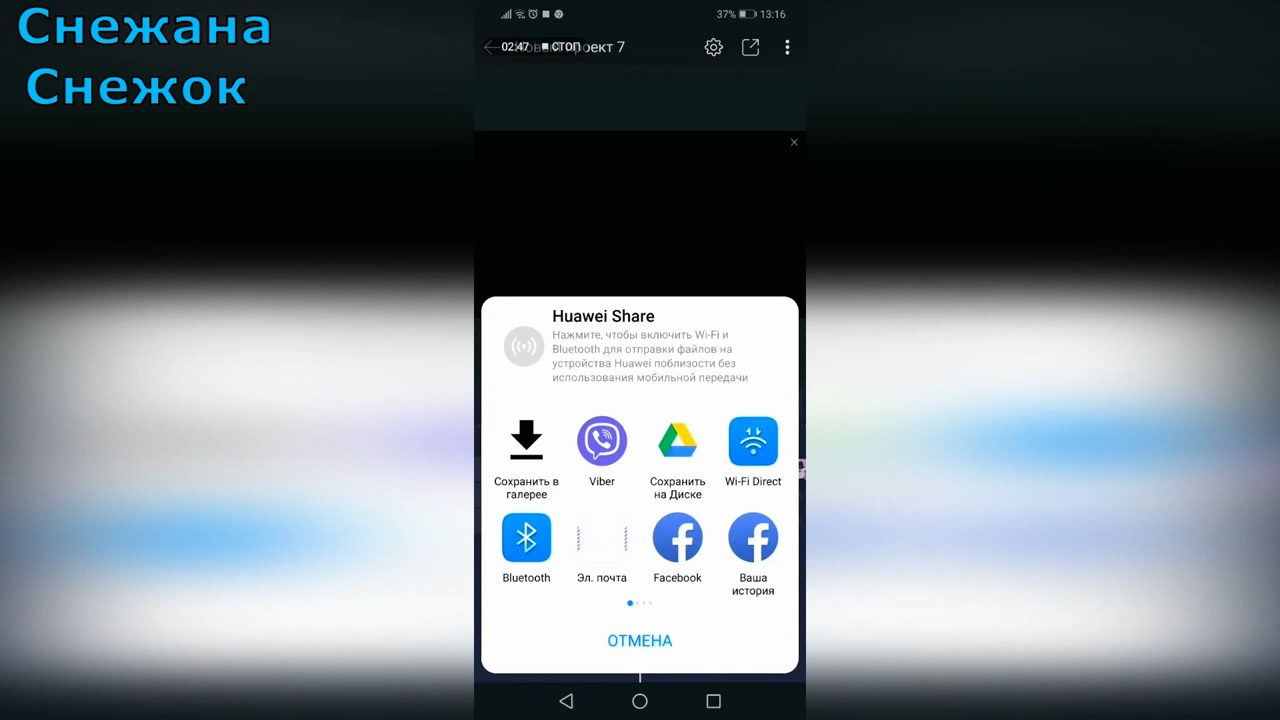 Снежана
Снежок
37% 13:16
02:47 СТОП
роект 7
Huawei Share
Нажмите, чтобы включить Wi-Fi и
Bluetooth для отправки файлов на
устройства Huawei поблизости без
использования мобильной передачи
Сохранить в
галерее
Viber
Сохранить
на Диске
Wi-Fi Direct
Bluetooth
Эл. почта
Facebook
Ваша
история
ОТМЕНА